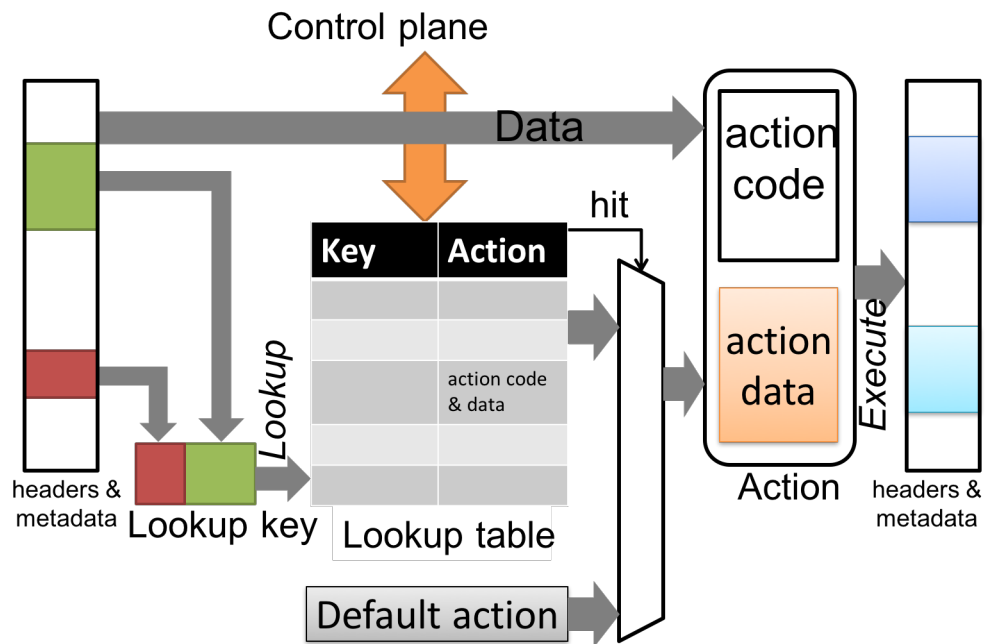 Control plane
Data
action
code
hit
Key Action
action
data
Lookup
action code
& data
Execute
headers &
metadata
Lookup key
Lookup table
Action
headers &
metadata
Default action